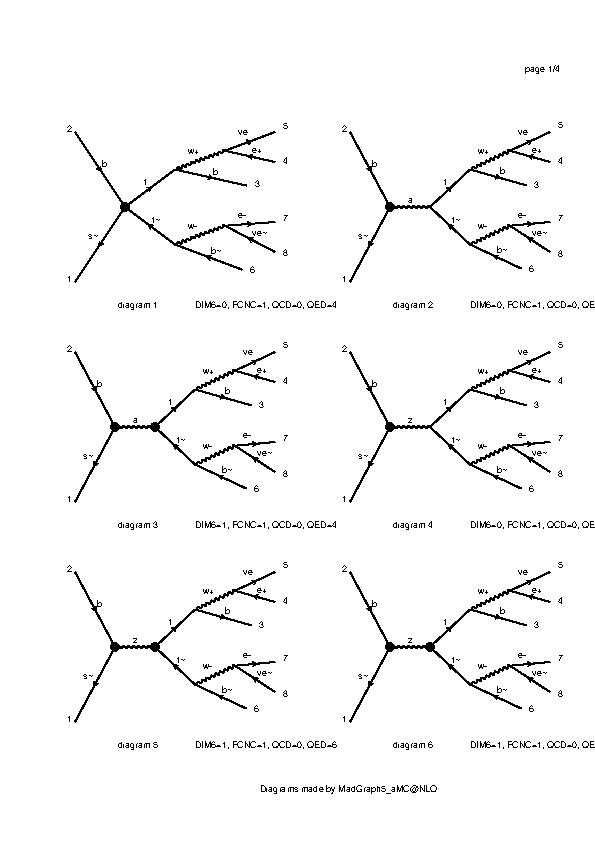 page 1/4
2 b s~ 1 t t~ w+ ve 5 e+ 4 b 3 w- e- 7 ve~ 8 b~ 6
diagram 1 DIM6=0, FCNC=1, QCD=0, QED=4
2 b s~ 1 a t t~ w+ ve 5 e+ 4 b 3 w- e- 7 ve~ 8 b~ 6
diagram 2 DIM6=0, FCNC=1, QCD=0, QE
2 b s~ 1 a t t~ w+ ve 5 e+ 4 b 3 w- e- 7 ve~ 8 b~ 6
diagram 3 DIM6=1, FCNC=1, QCD=0, QED=4
2 b s~ 1 z t t~ w+ ve 5 e+ 4 b 3 w- e- 7 ve~ 8 b~ 6
diagram 4 DIM6=0, FCNC=1, QCD=0, QE
2 b s~ 1 z t t~ w+ ve 5 e+ 4 b 3 w- e- 7 ve~ 8 b~ 6
diagram 5 DIM6=1, FCNC=1, QCD=0, QED=6
2 b s~ 1 z t t~ w+ ve 5 e+ 4 b 3 w- e- 7 ve~ 8 b~ 6
diagram 6 DIM6=1, FCNC=1, QCD=0, QE
Diagrams made by MadGraph5_aMC@NLO